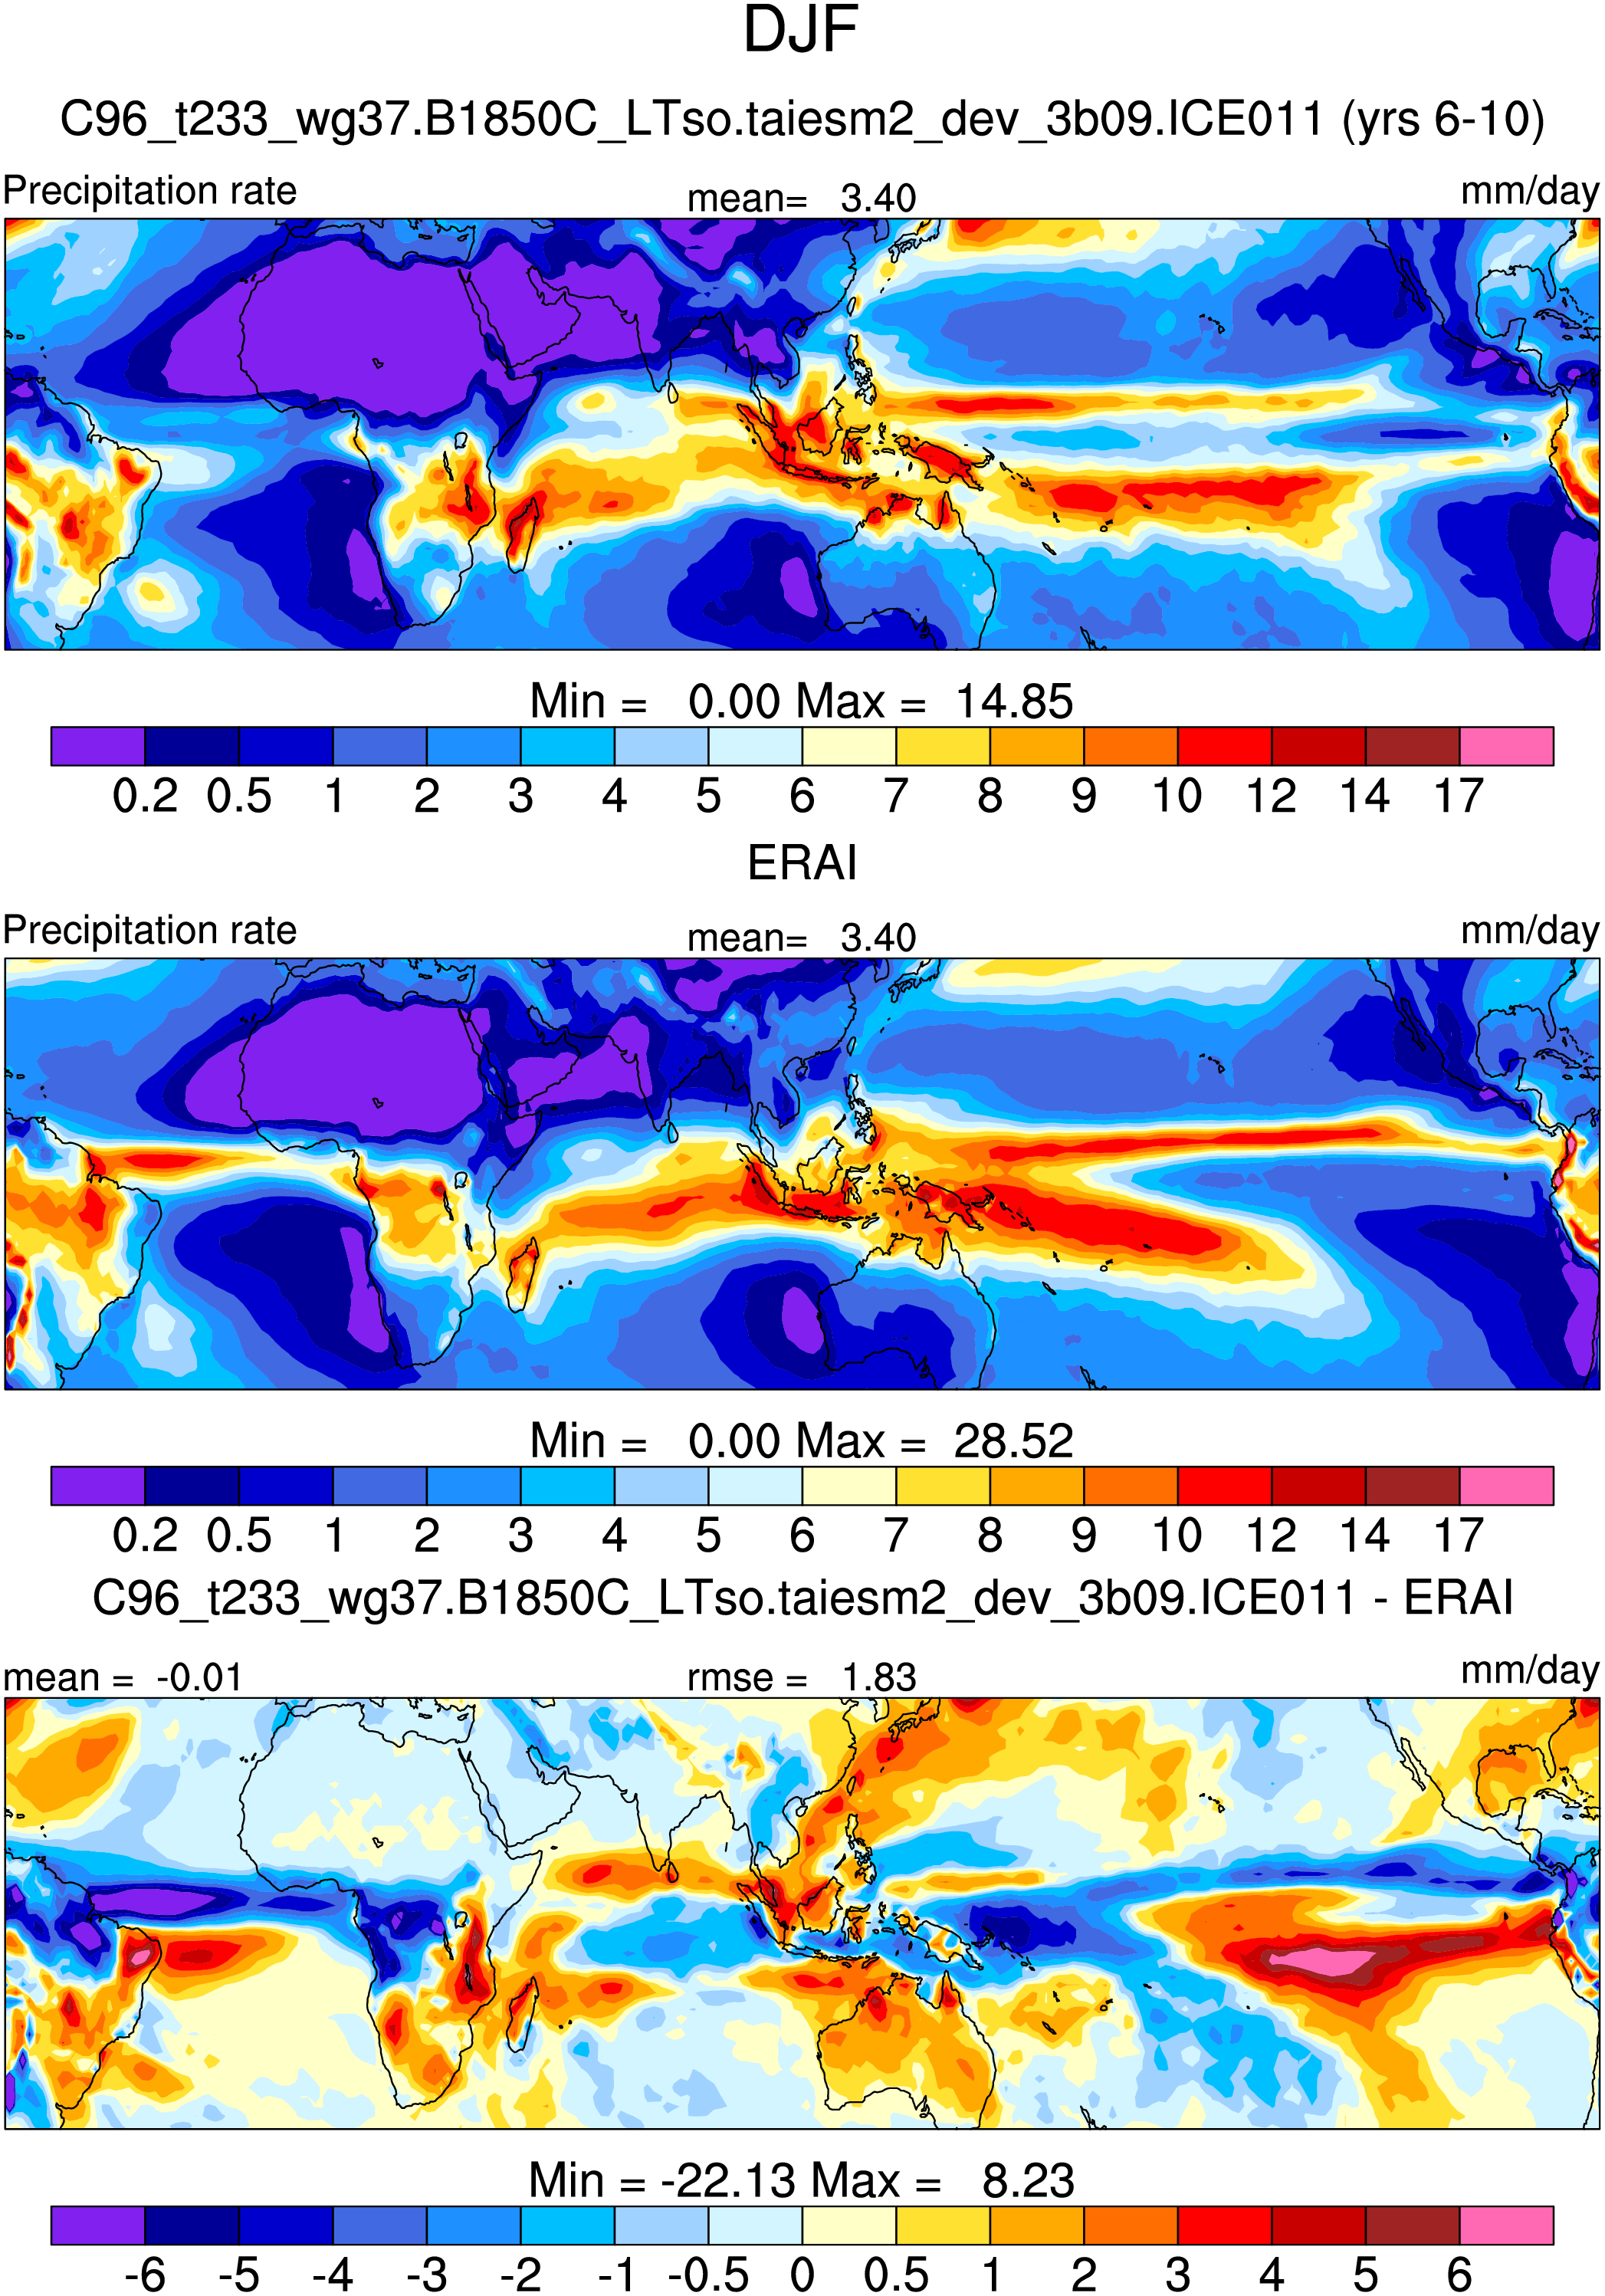 DJF
C96_t233_wg37.B1850C_LTso.taiesm2_dev_3b09.ICE011 (yrs 6-10)
Precipitation rate mean= 3.40 mm/day
Min = 0.00 Max = 14.85
0.2 0.5 1 2 3 4 5 6 7 8 9 10 12 14 17
ERAI
Precipitation rate mean= 3.40 mm/day
Min = 0.00 Max = 28.52
0.2 0.5 1 2 3 4 5 6 7 8 9 10 12 14 17
C96_t233_wg37.B1850C_LTso.taiesm2_dev_3b09.ICE011 - ERAI
mean = -0.01 rmse = 1.83 mm/day
Min = -22.13 Max = 8.23
-6 -5 -4 -3 -2 -1 -0.5 0 0.5 1 2 3 4 5 6